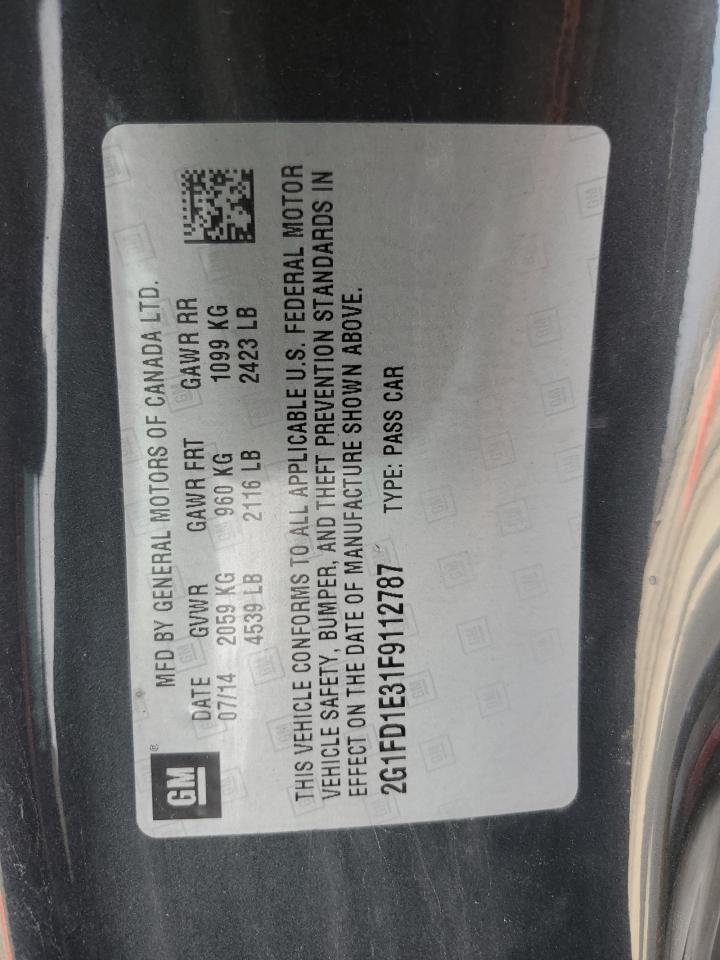 GM
®
MFD BY GENERAL MOTORS OF CANADA LTD.
DATE GVWR GAWR FRT GAWR RR
07/14 2059 KG 960 KG 1099 KG
4539 LB 2116 LB 2423 LB
THIS VEHICLE CONFORMS TO ALL APPLICABLE U.S. FEDERAL MOTOR
VEHICLE SAFETY, BUMPER, AND THEFT PREVENTION STANDARDS IN
EFFECT ON THE DATE OF MANUFACTURE SHOWN ABOVE.
2G1FD1E31F9112787 TYPE: PASS CAR